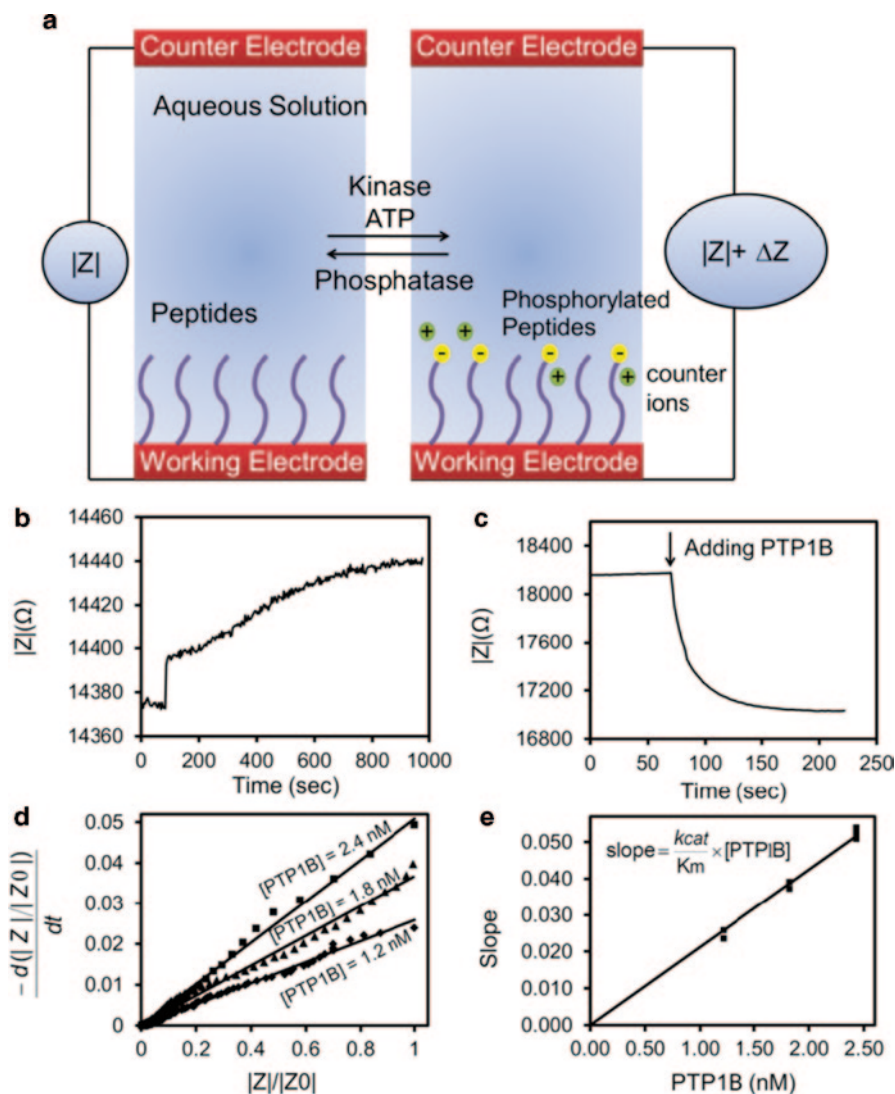 a
Counter Electrode
Counter Electrode
Aqueous Solution
Kinase
ATP
Phosphatase
|Z|
|Z|+ ΔZ
Peptides
Phosphorylated
Peptides
+ + - - - - + +
counter
ions
Working Electrode
Working Electrode
b
14460
14440
14420
14400
14380
14360
|Z|(Ω)
0 200 400 600 800 1000
Time (sec)
c
18400
18000
17600
17200
16800
|Z|(Ω)
Adding PTP1B
0 50 100 150 200 250
Time (sec)
d
0.05
0.04
0.03
0.02
0.01
0
- d(|Z|/|Z0|)
dt
[PTP1B] = 2.4 nM
[PTP1B] = 1.8 nM
[PTP1B] = 1.2 nM
0 0.2 0.4 0.6 0.8 1
|Z|/|Z0|
e
0.050
0.040
0.030
0.020
0.010
0.000
Slope
slope = kcat/Km × [PTPIB]
0.00 0.50 1.00 1.50 2.00 2.50
PTP1B (nM)